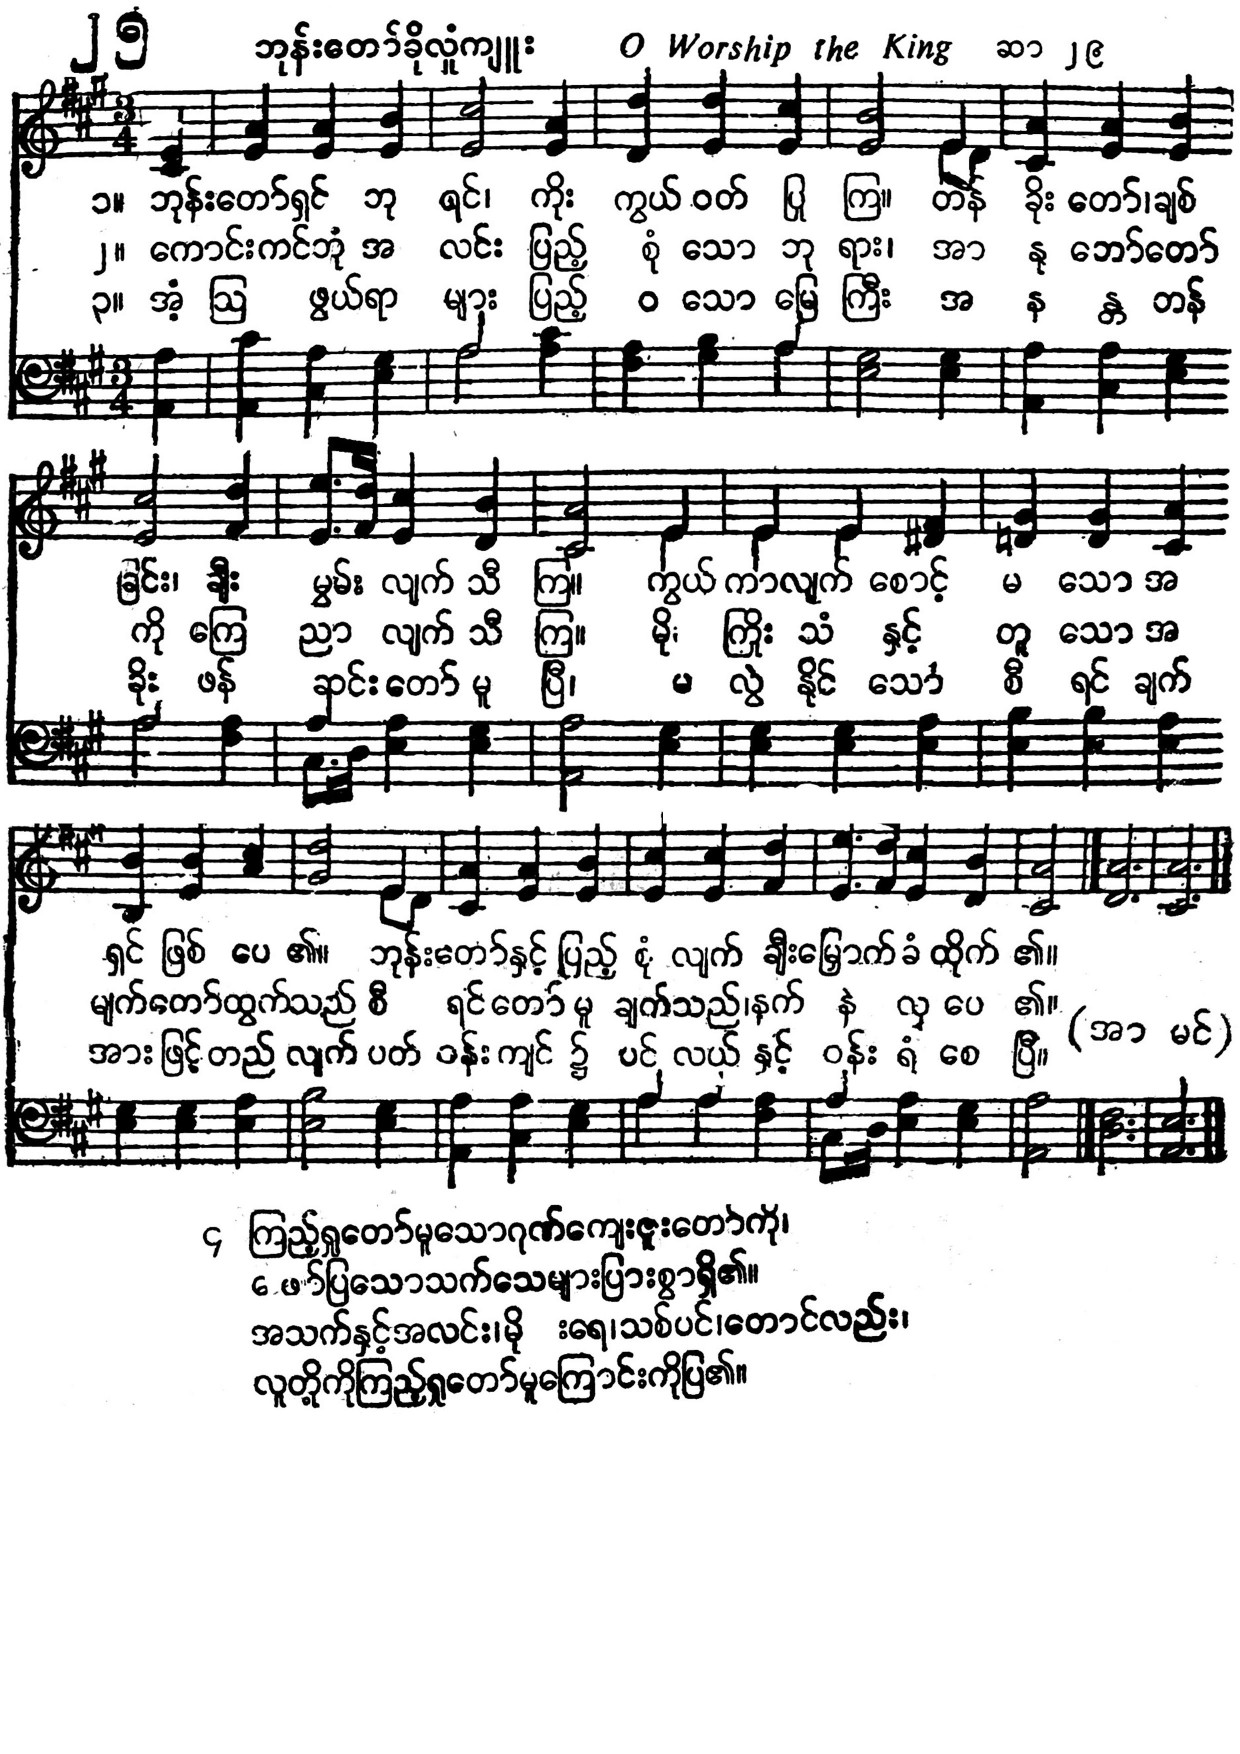 ၂၅ ဘုန်းတော်ခိုလှုံကျူး O Worship the King ဆာ ၂၉
3 4
၁။ ဘုန်းတော်ရှင် ဘု ရင်၊ ကိုး ကွယ် ဝတ် ပြု ကြ။ တန် ခိုး တော်၊ချစ်
၂။ ကောင်းကင်ဘုံ အ လင်း ပြည့် စုံ သော ဘု ရား၊ အာ နု ဘော်တော်
၃။ အံ့ ဩ ဖွယ်ရာ များ ပြည့် ဝ သော မြေ ကြီး အ န န္တ တန်
3 4
ခြင်း၊ ချီး မွမ်း လျက် သီ ကြ။ ကွယ် ကာလျက် စောင့် မ သော အ
ကို ကြေ ညာ လျက် သီ ကြ။ မိုး ကြိုး သံ နှင့် တူ သော အ
ခိုး ဖန် ဆင်း တော် မူ ပြီ၊ မ လွဲ နိုင် သော စီ ရင် ချက်
ရှင် ဖြစ် ပေ ၏။ ဘုန်းတော်နှင့် ပြည့် စုံ လျက် ချီးမြှောက် ခံ ထိုက် ၏။
မျက်တော်ထွက်သည် စီ ရင်တော် မူ ချက်သည်၊နက် နဲ လှ ပေ ၏။
အား ဖြင့် တည် လျက် ပတ် ဝန်း ကျင် ၌ ပင် လယ် နှင့် ဝန်း ရံ စေ ပြီ။ (အာ မင်)
၄ ကြည့်ရှုတော်မူသောဂုဏ်ကျေးဇူးတော်ကို၊
ဖော်ပြသောသက်သေများပြားစွာရှိ၏။
အသက်နှင့်အလင်း၊မိုးရေ၊သစ်ပင်၊တောင်လည်း၊
လူတို့ကိုကြည့်ရှုတော်မူကြောင်းကိုပြ၏။